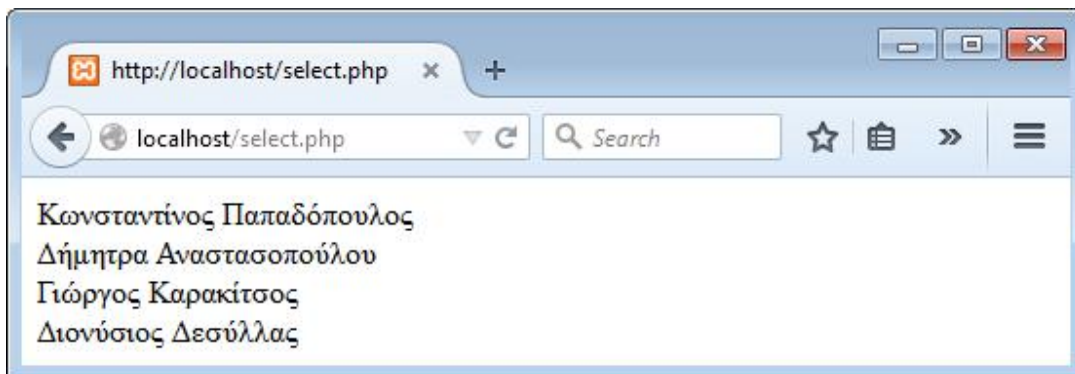 http://localhost/select.php
localhost/select.php
Search
Κωνσταντίνος Παπαδόπουλος
Δήμητρα Αναστασοπούλου
Γιώργος Καρακίτσος
Διονύσιος Δεσύλλας